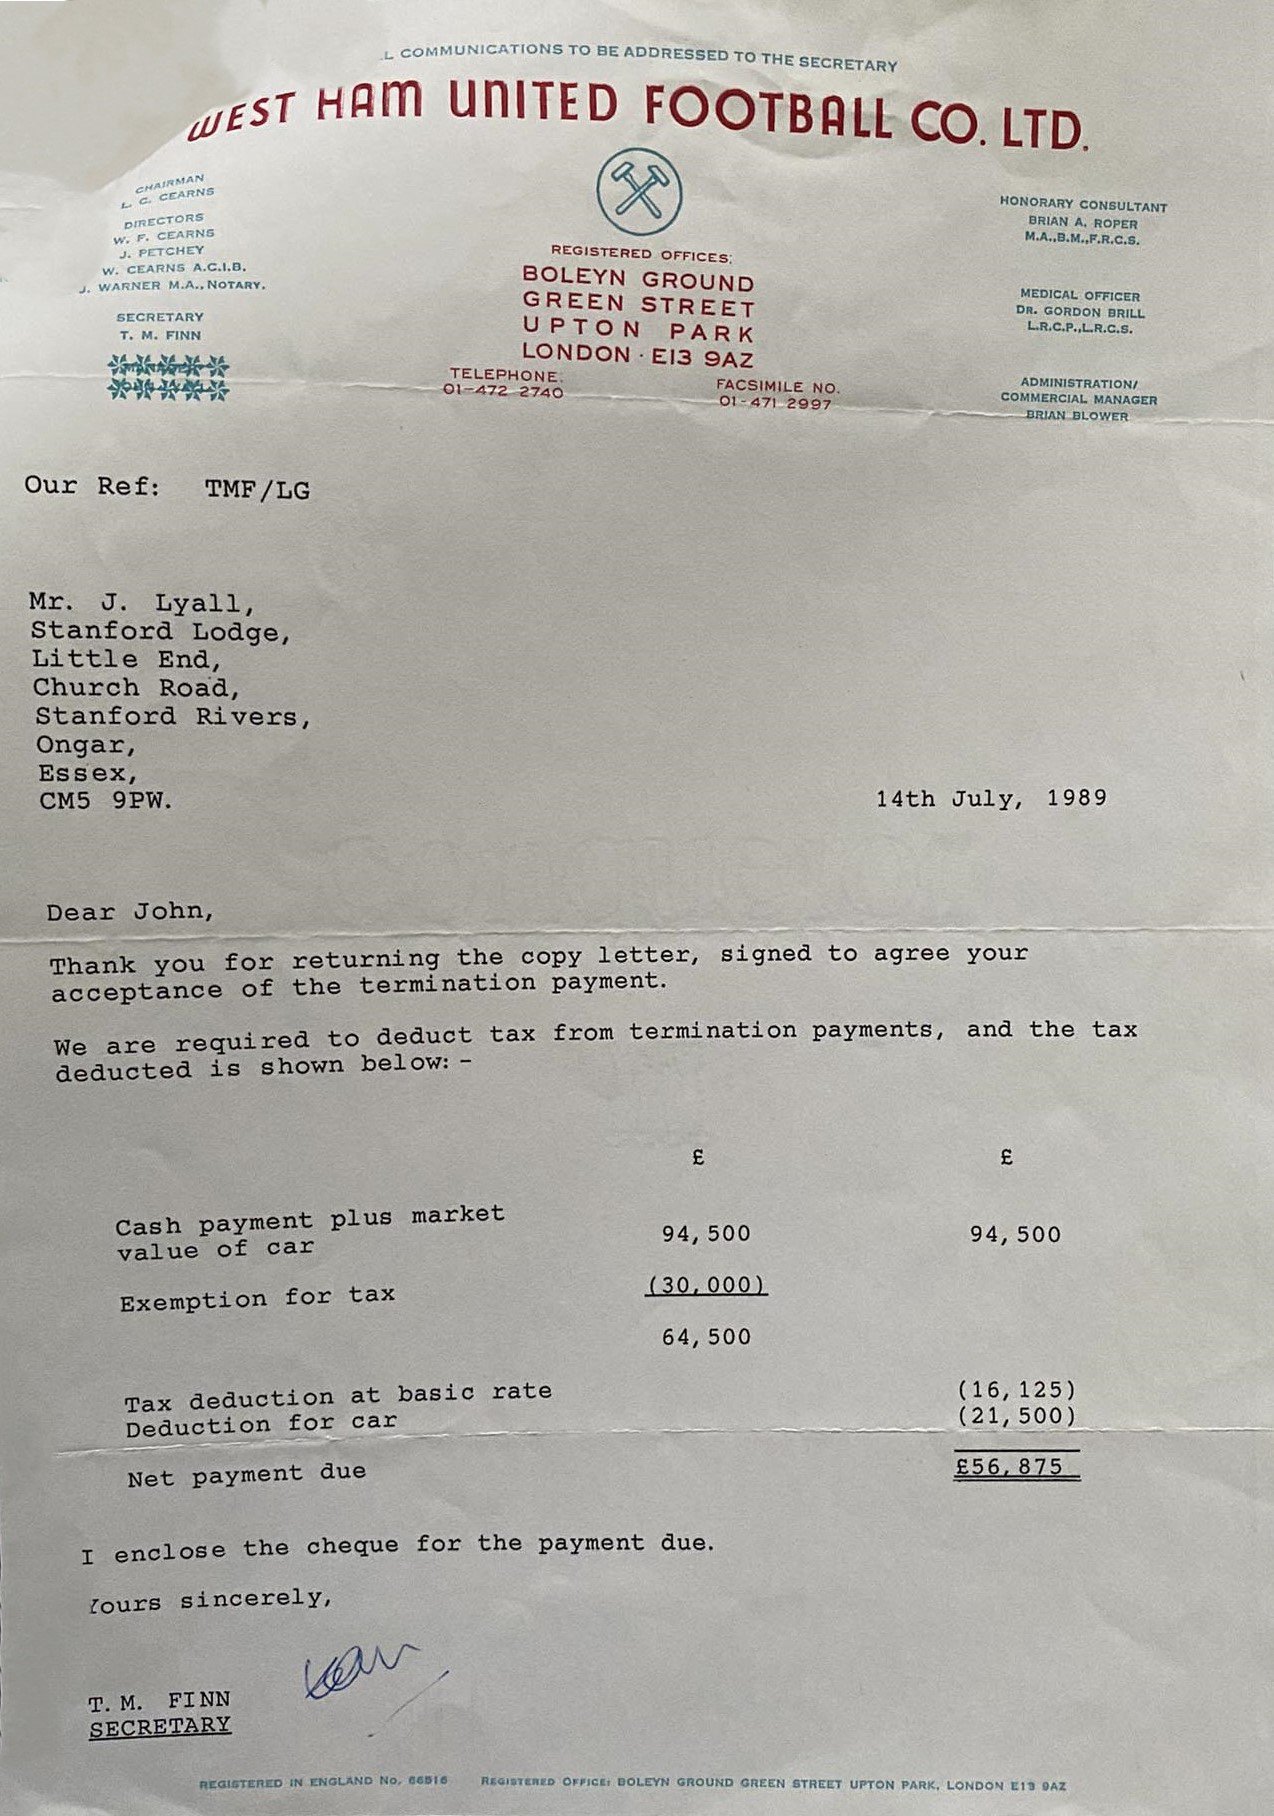 L COMMUNICATIONS TO BE ADDRESSED TO THE SECRETARY
WEST HAM UNITED FOOTBALL CO. LTD.
CHAIRMAN
L. C. CEARNS
DIRECTORS
W. F. CEARNS
J. PETCHEY
W. CEARNS A.C.I.B.
J. WARNER M.A., NOTARY.
SECRETARY
T. M. FINN
REGISTERED OFFICES:
BOLEYN GROUND
GREEN STREET
UPTON PARK
LONDON · E13 9AZ
TELEPHONE:
01-472 2740
FACSIMILE NO.
01-471 2997
HONORARY CONSULTANT
BRIAN A. ROPER
M.A.,B.M.,F.R.C.S.
MEDICAL OFFICER
DR. GORDON BRILL
L.R.C.P.,L.R.C.S.
ADMINISTRATION/
COMMERCIAL MANAGER
BRIAN BLOWER
Our Ref: TMF/LG
Mr. J. Lyall,
Stanford Lodge,
Little End,
Church Road,
Stanford Rivers,
Ongar,
Essex,
CM5 9PW.
14th July, 1989
Dear John,
Thank you for returning the copy letter, signed to agree your
acceptance of the termination payment.
We are required to deduct tax from termination payments, and the tax
deducted is shown below: -
£ £
Cash payment plus market
value of car 94,500 94,500
Exemption for tax (30,000)
64,500
Tax deduction at basic rate (16,125)
Deduction for car (21,500)
Net payment due £56,875
I enclose the cheque for the payment due.
Yours sincerely,
T. M. FINN
SECRETARY
REGISTERED IN ENGLAND No. 66516 REGISTERED OFFICE: BOLEYN GROUND GREEN STREET UPTON PARK, LONDON E13 9AZ